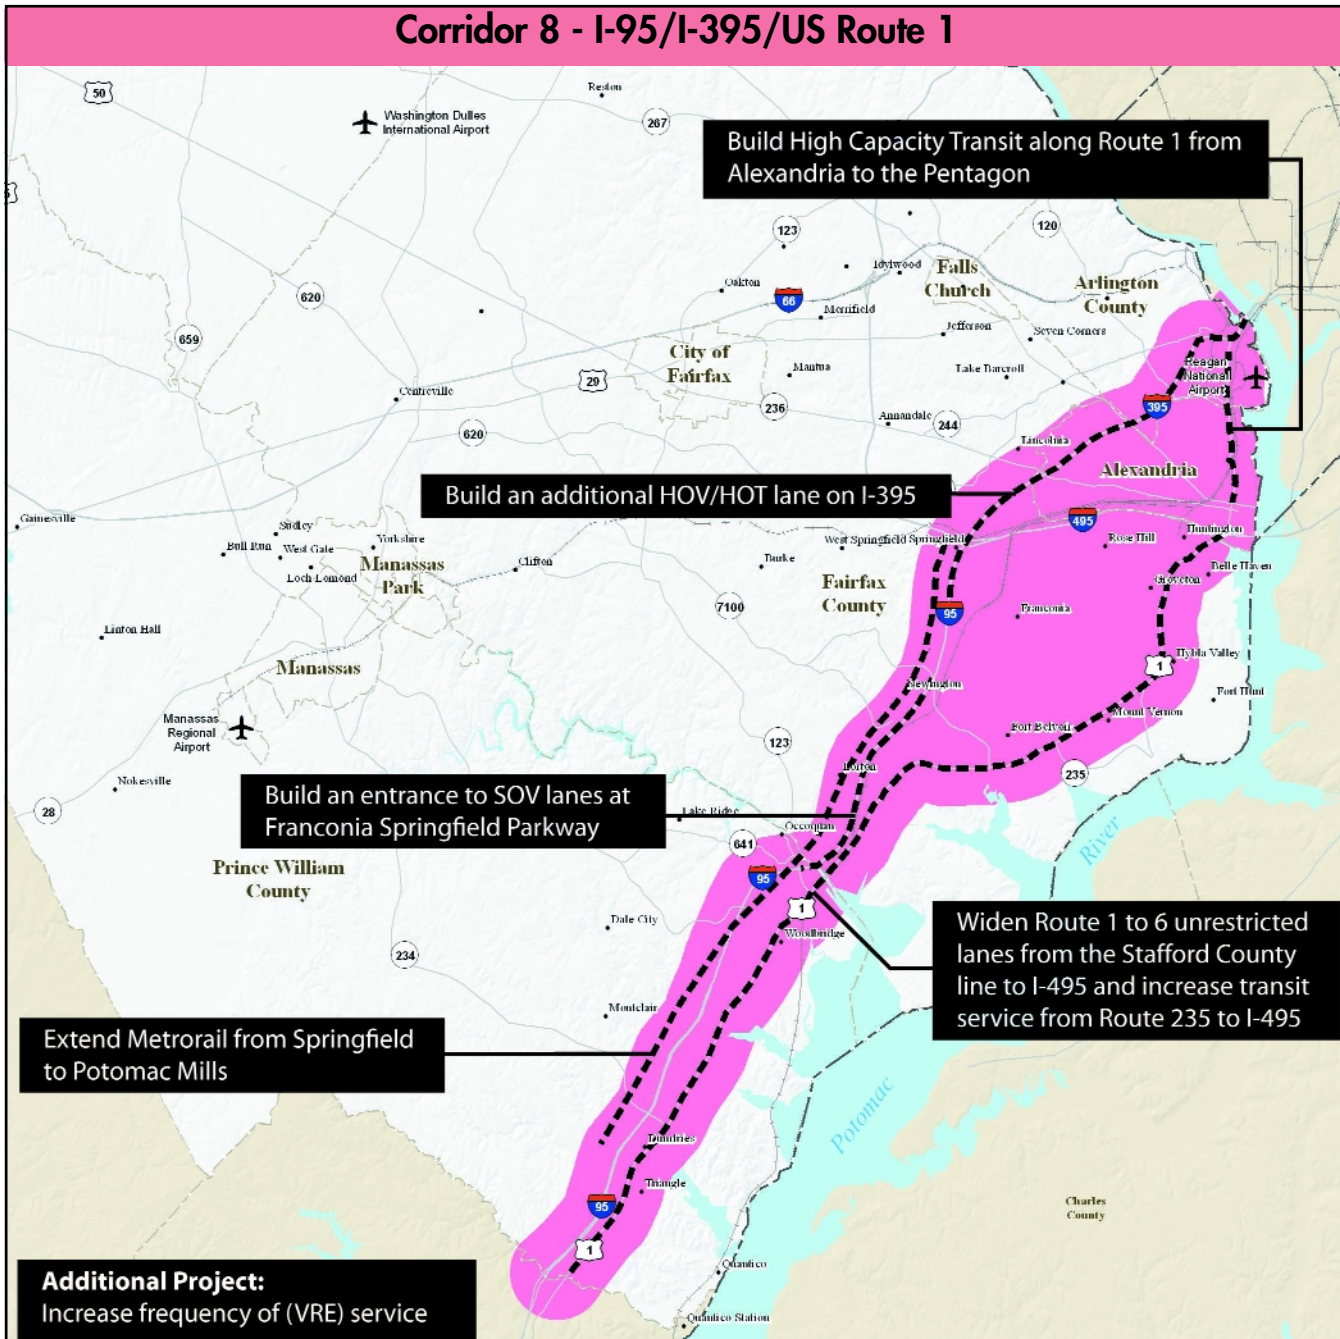 Corridor 8 - I-95/I-395/US Route 1
50
Reston
Washington Dulles
International Airport
267
Build High Capacity Transit along Route 1 from
Alexandria to the Pentagon
123
120
Idylwood
Falls
Church
Oakton
66
Arlington
County
620
Merrifield
Jefferson
Seven Corners
659
City of
Fairfax
Mantua
Lake Barcroft
Reagan
National
Airport
29
Centreville
236
395
Annandale
244
620
Lincolnia
Alexandria
Build an additional HOV/HOT lane on I-395
495
Gainesville
Sudley
Yorkshire
Huntington
Bull Run
West Gate
West Springfield
Springfield
Rose Hill
Loch Lomond
Manassas
Park
Clifton
Burke
Belle Haven
Groveton
Fairfax
County
7100
95
Franconia
Linton Hall
Manassas
Hybla Valley
1
Newington
Fort Hunt
Manassas
Regional
Airport
Mount Vernon
Fort Belvoir
123
Lorton
235
Nokesville
28
Build an entrance to SOV lanes at
Franconia Springfield Parkway
Lake Ridge
Occoquan
641
River
Prince William
County
95
1
Dale City
Woodbridge
Widen Route 1 to 6 unrestricted
lanes from the Stafford County
line to I-495 and increase transit
service from Route 235 to I-495
234
Montclair
Extend Metrorail from Springfield
to Potomac Mills
Potomac
Dumfries
Triangle
95
Charles
County
1
Quantico
Additional Project:
Increase frequency of (VRE) service
Quantico Station